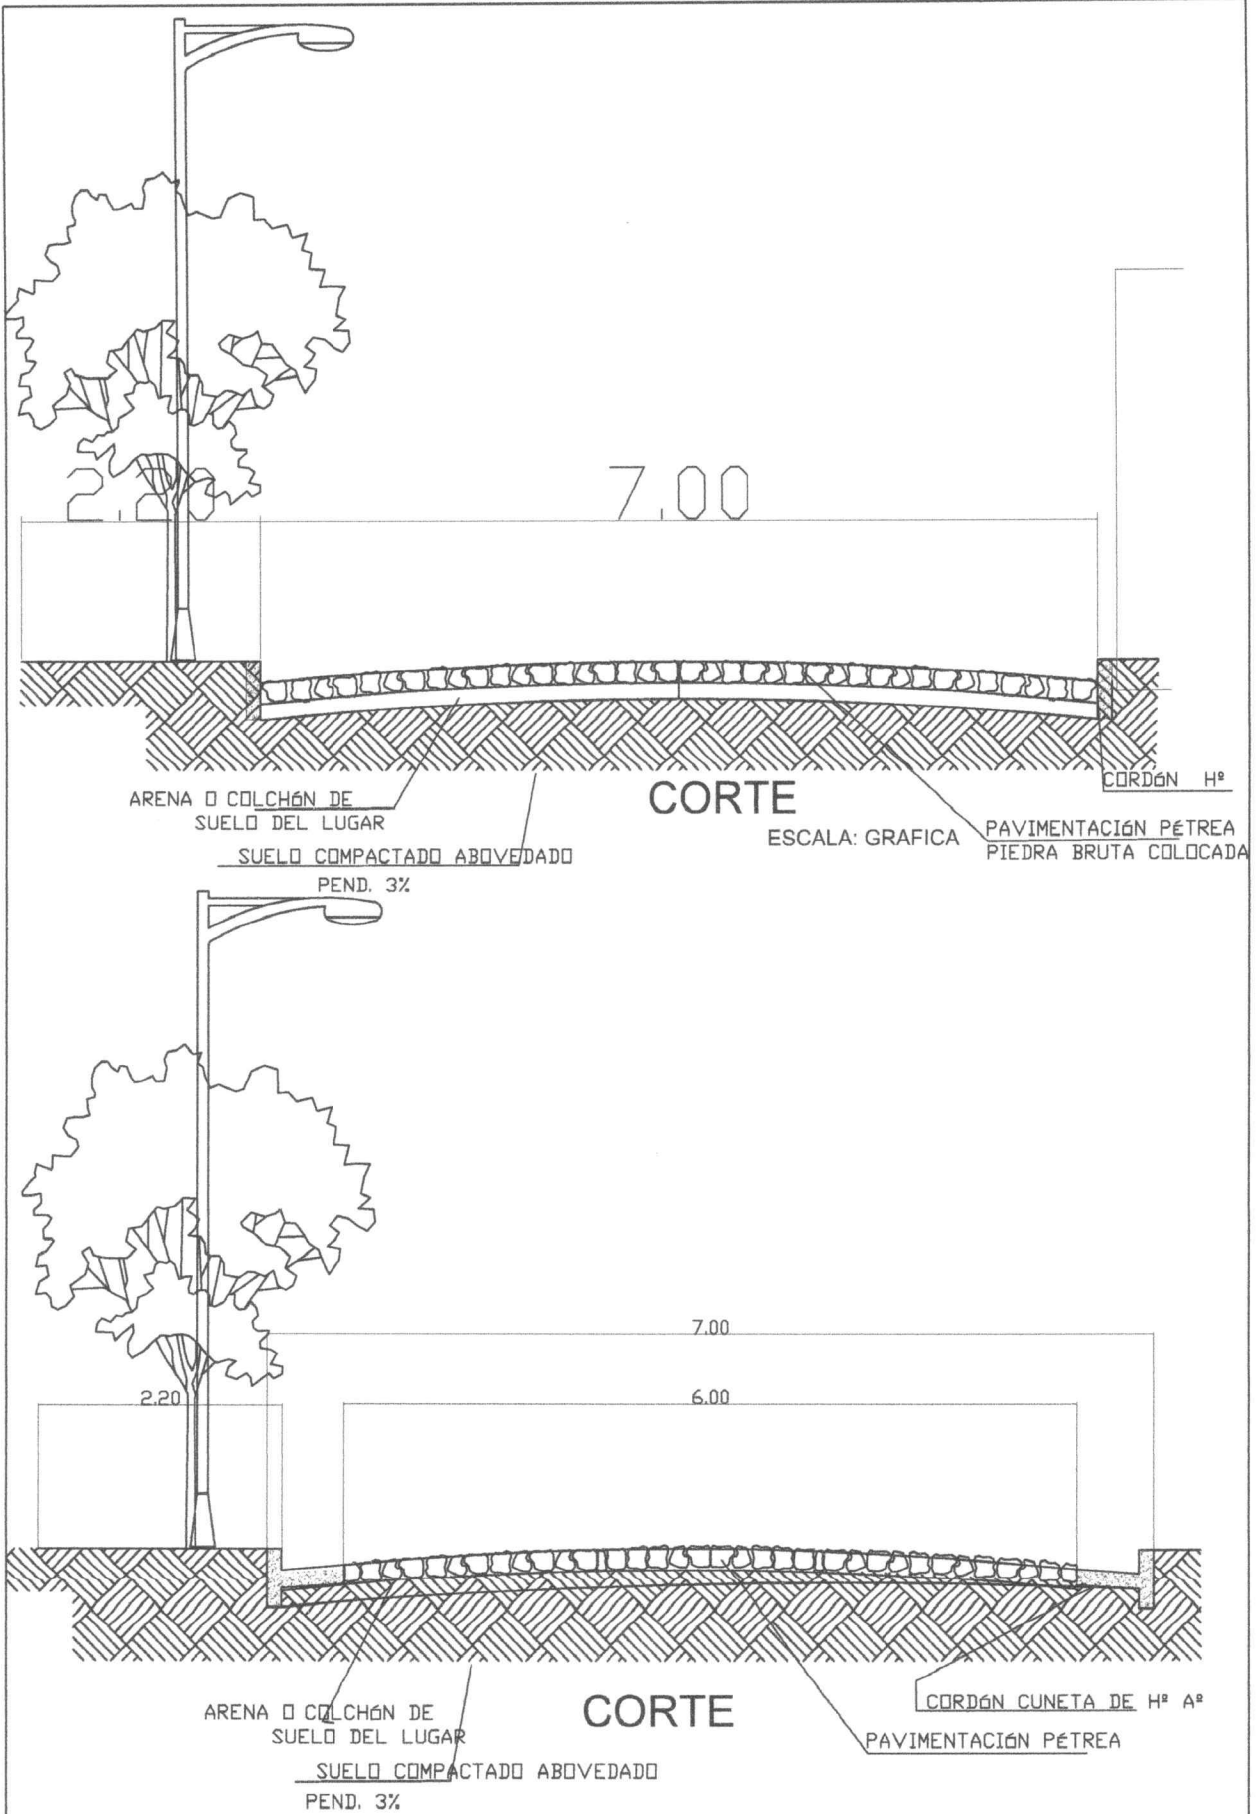 2.20
7.00
ARENA O COLCHÓN DE
SUELO DEL LUGAR
SUELO COMPACTADO ABOVEDADO
PEND. 3%
CORTE
ESCALA: GRAFICA
CORDÓN Hº
PAVIMENTACIÓN PÉTREA
PIEDRA BRUTA COLOCADA
7.00
2.20
6.00
ARENA O COLCHÓN DE
SUELO DEL LUGAR
SUELO COMPACTADO ABOVEDADO
PEND. 3%
CORTE
CORDÓN CUNETA DE Hº Aº
PAVIMENTACIÓN PÉTREA